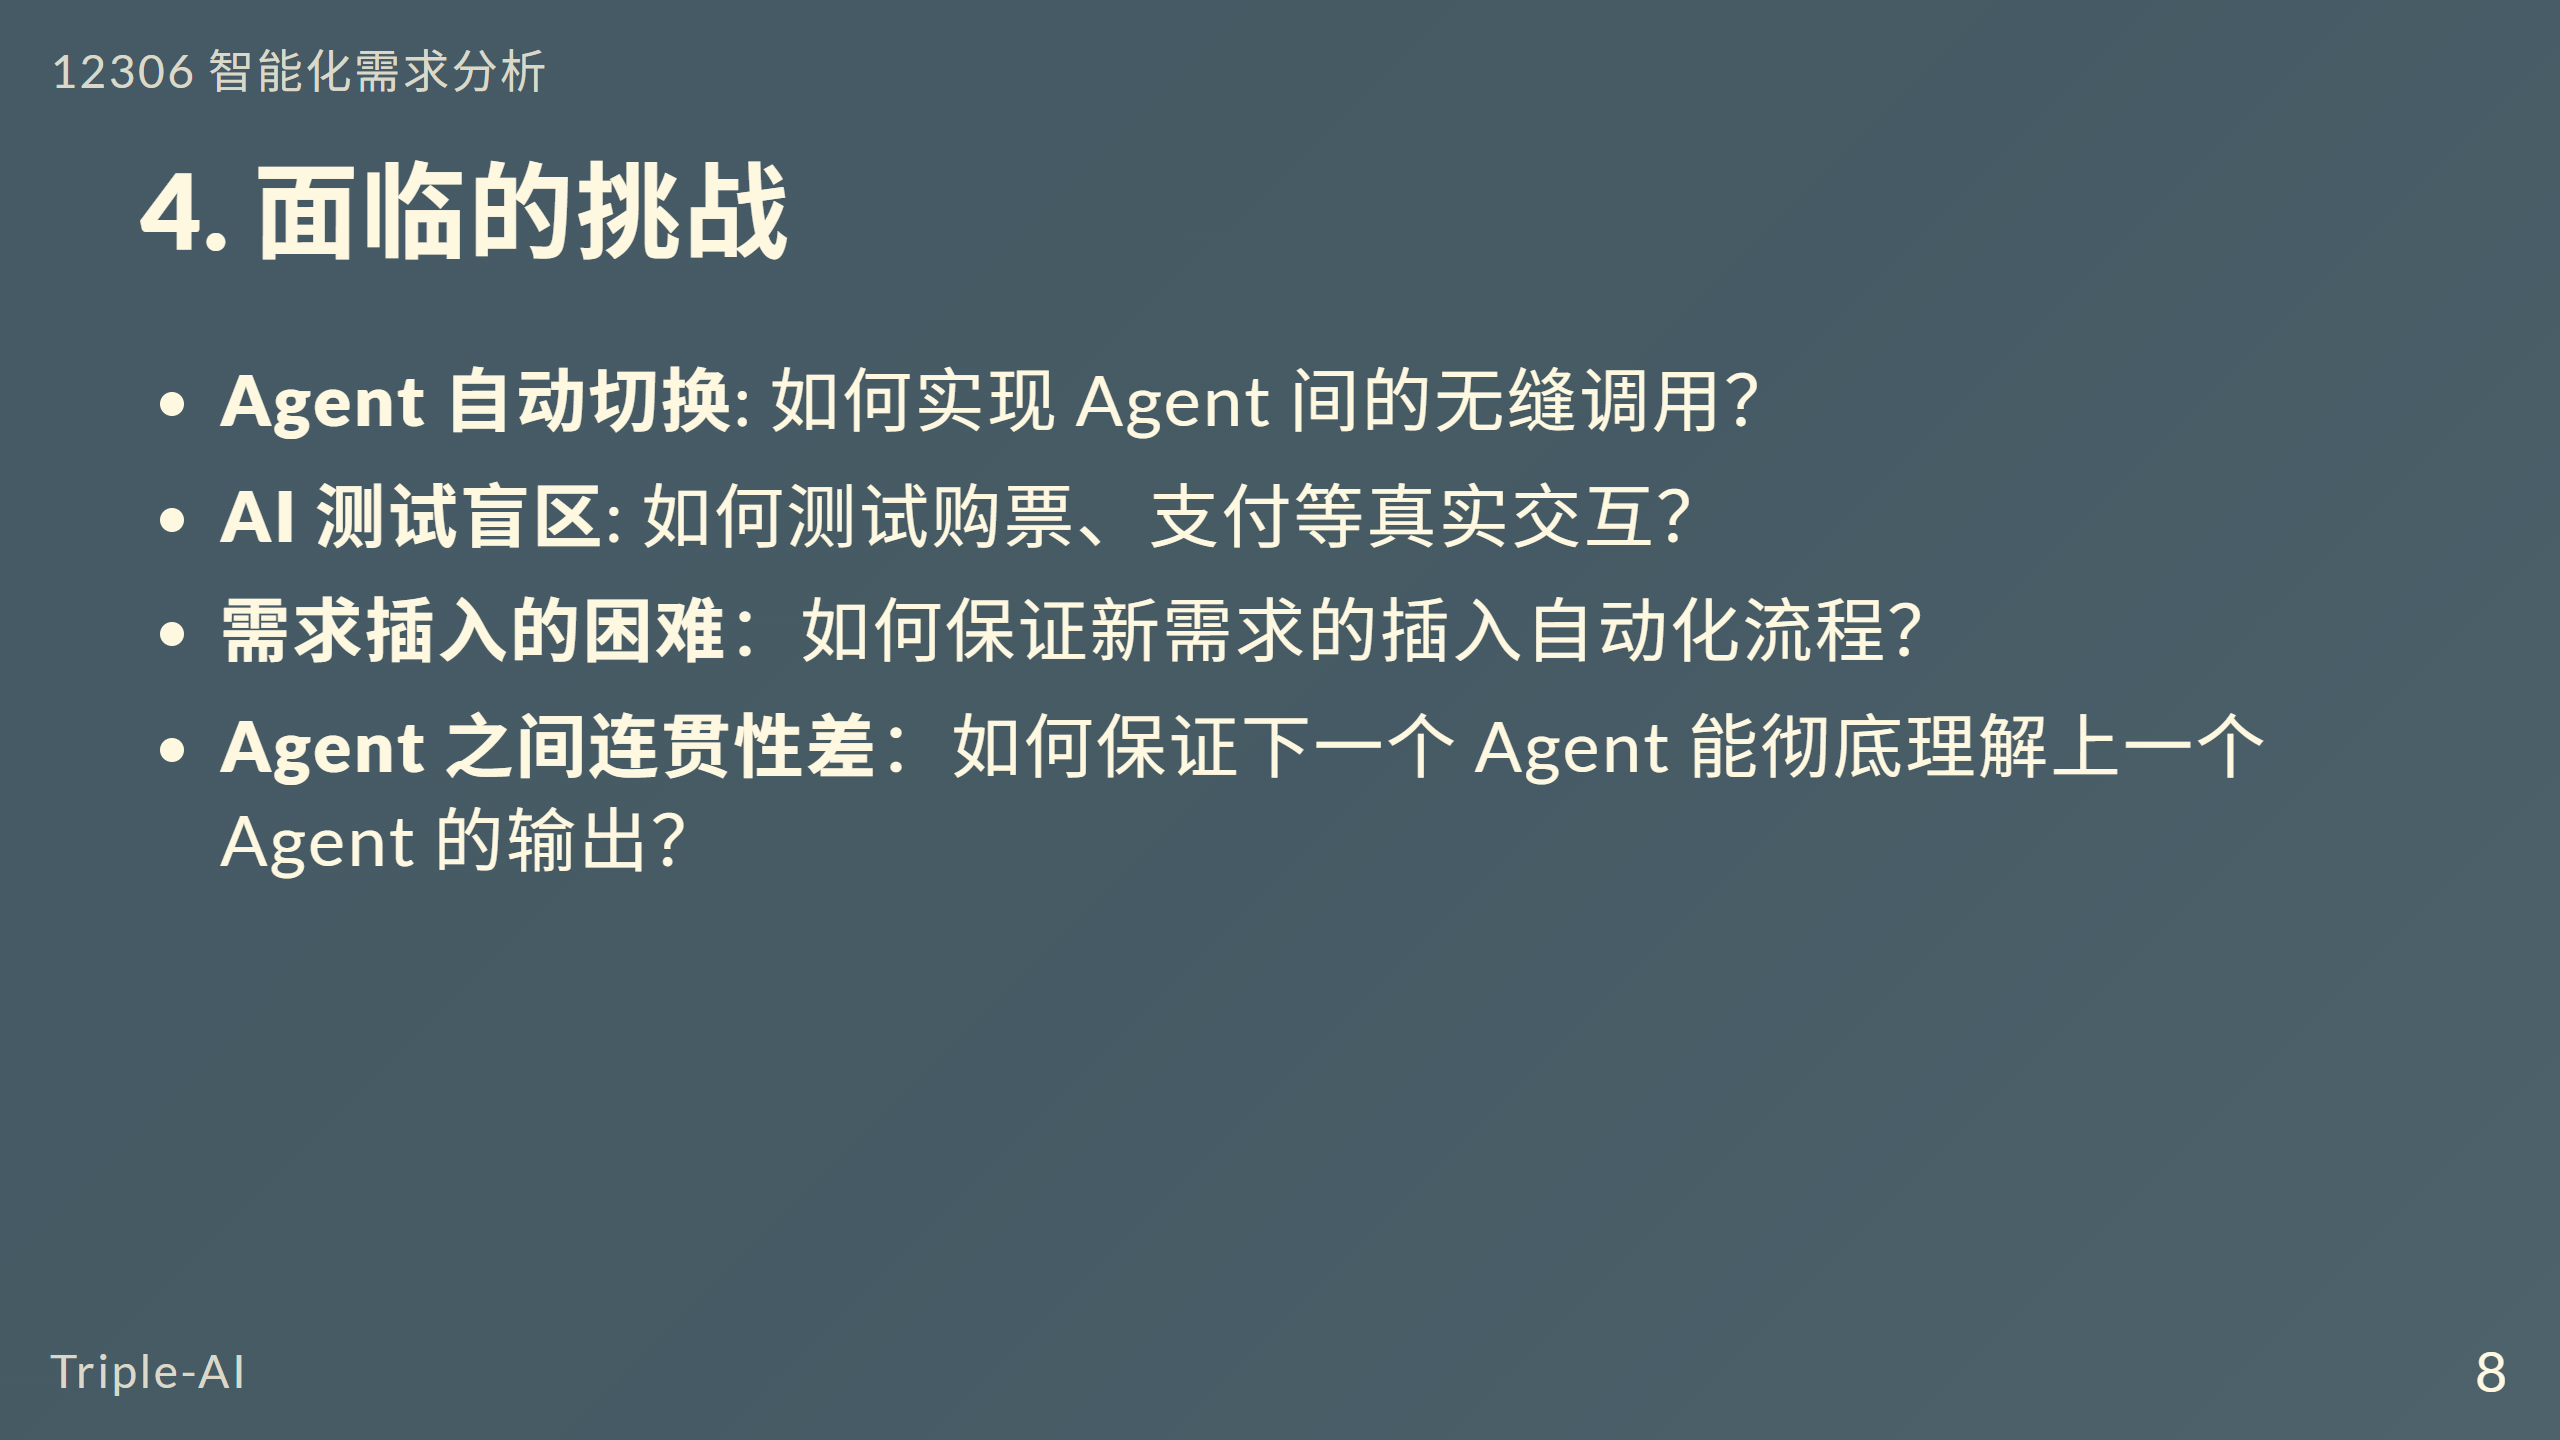 12306 智能化需求分析
4. 面临的挑战
• Agent 自动切换: 如何实现 Agent 间的无缝调用？
• AI 测试盲区: 如何测试购票、支付等真实交互？
• 需求插入的困难：如何保证新需求的插入自动化流程？
• Agent 之间连贯性差：如何保证下一个 Agent 能彻底理解上一个
Agent 的输出？
Triple-AI
8